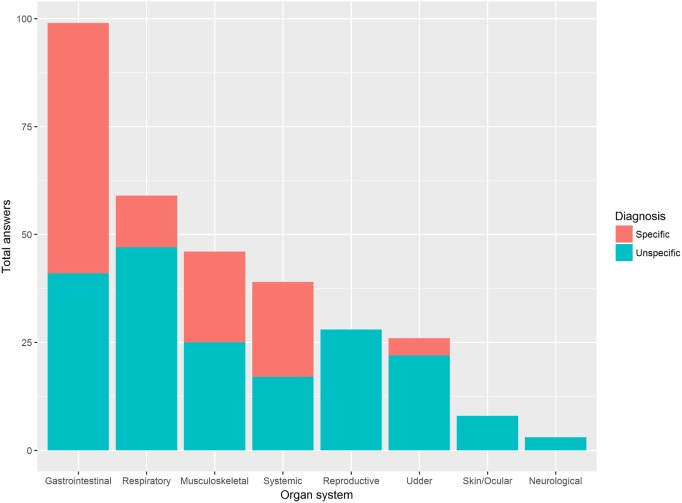 100
75
50
25
0
Total answers
Gastrointestinal Respiratory Musculoskeletal Systemic Reproductive Udder Skin/Ocular Neurological
Organ system
Diagnosis
Specific
Unspecific